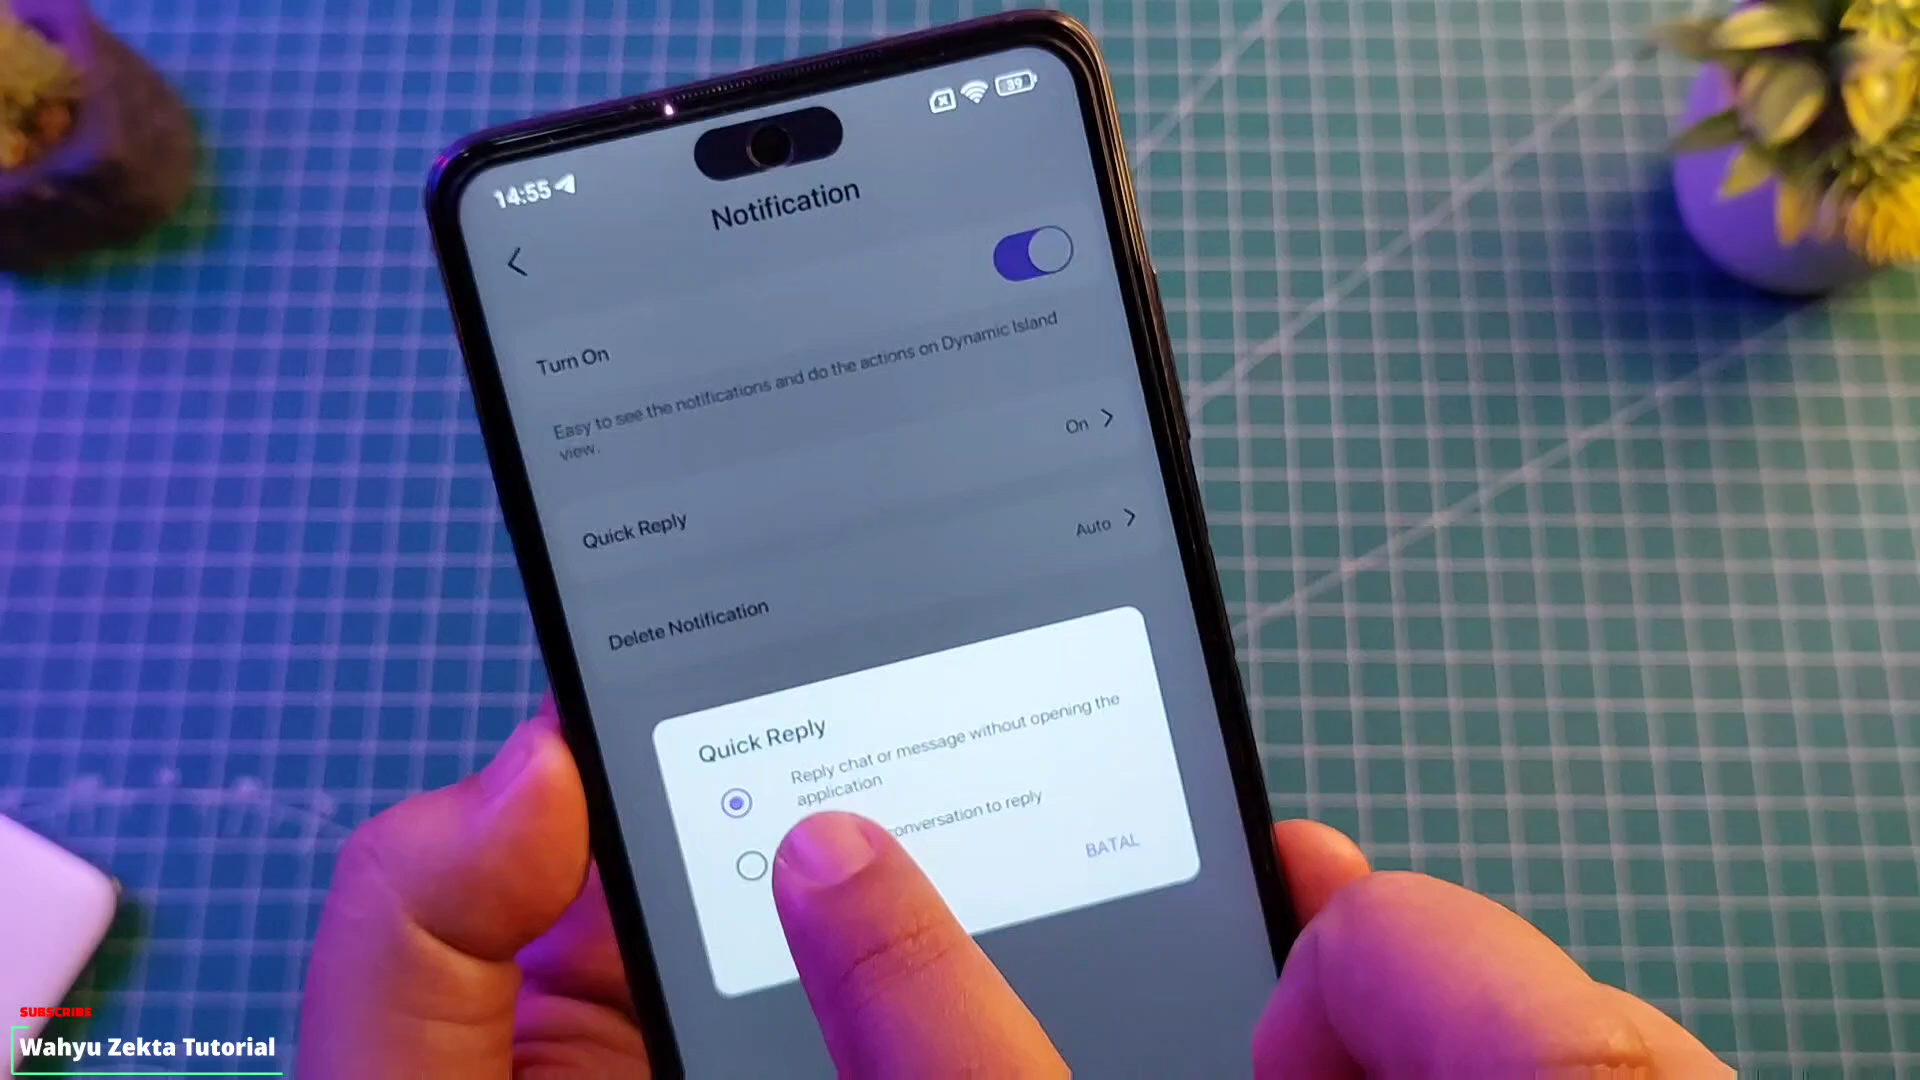 14:55
39
Notification
Turn On
Easy to see the notifications and do the actions on Dynamic Island
view.
On
Quick Reply
Auto
Delete Notification
Quick Reply
Reply chat or message without opening the
application
conversation to reply
BATAL
SUBSCRIBE
Wahyu Zekta Tutorial